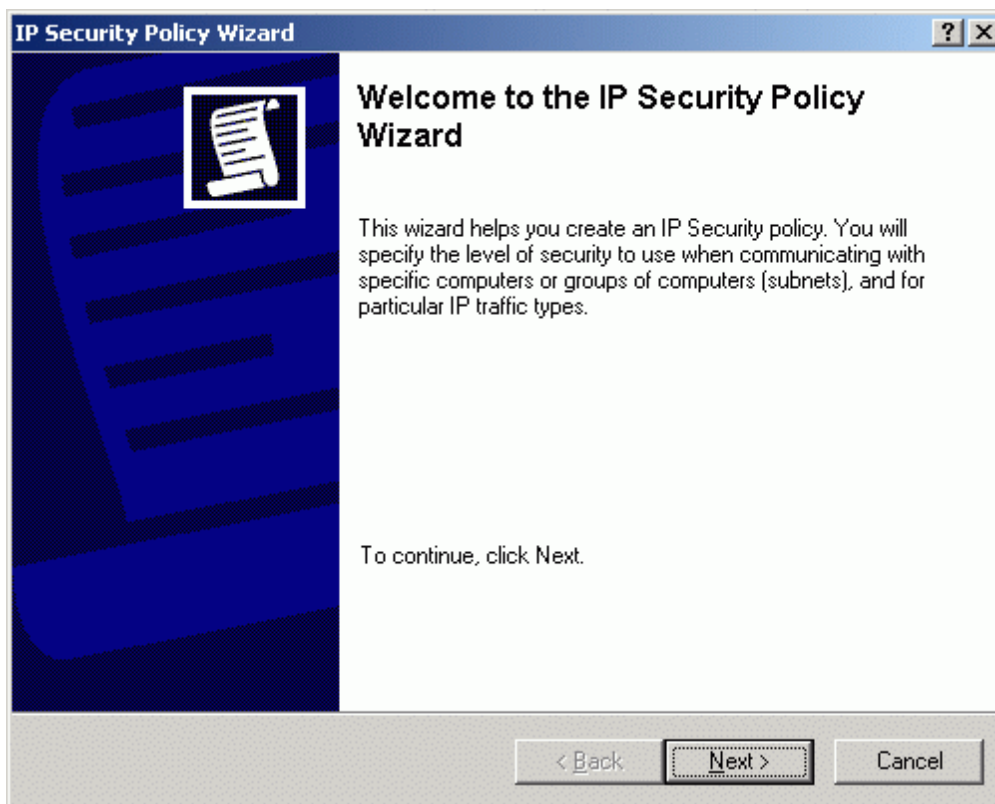 IP Security Policy Wizard
Welcome to the IP Security Policy
Wizard
This wizard helps you create an IP Security policy. You will
specify the level of security to use when communicating with
specific computers or groups of computers (subnets), and for
particular IP traffic types.
To continue, click Next.
< Back
Next >
Cancel